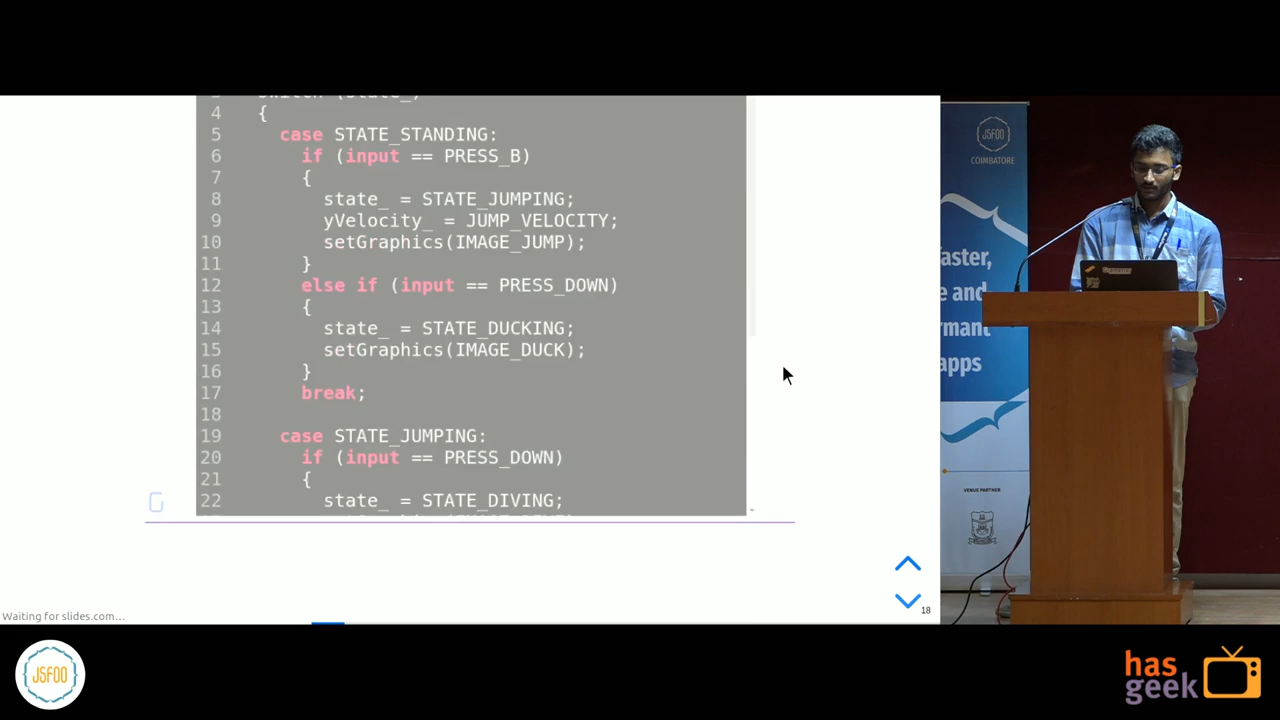 4 {
5 case STATE_STANDING:
6 if (input == PRESS_B)
7 {
8 state_ = STATE_JUMPING;
9 yVelocity_ = JUMP_VELOCITY;
10 setGraphics(IMAGE_JUMP);
11 }
12 else if (input == PRESS_DOWN)
13 {
14 state_ = STATE_DUCKING;
15 setGraphics(IMAGE_DUCK);
16 }
17 break;
18
19 case STATE_JUMPING:
20 if (input == PRESS_DOWN)
21 {
22 state_ = STATE_DIVING;
18
Waiting for slides.com...
JSFOO
COIMBATORE
aster,
e and
rmant
apps
VENUE PARTNER
JSFOO
has
geek